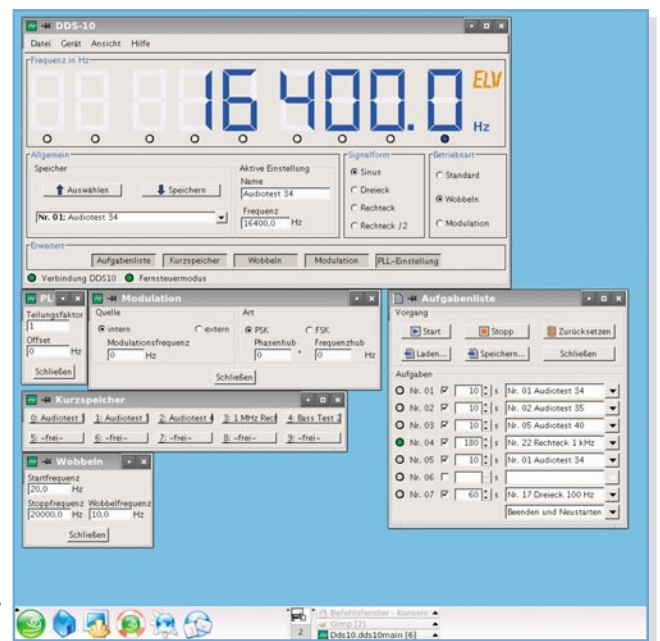 DDS-10
Datei Gerät Ansicht Hilfe
Frequenz in Hz
16400.0
ELV
Hz
Allgemein
Speicher
Auswählen
Speichern
Nr. 01: Audiotest 34
Aktive Einstellung
Name
Audiotest 34
Frequenz
16400,0 Hz
Signalform
Sinus
Dreieck
Rechteck
Rechteck /2
Betriebsart
Standard
Wobbeln
Modulation
Erweitert
Aufgabenliste Kurzspeicher Wobbeln Modulation PLL-Einstellung
Verbindung DDS10 Fernsteuermodus
PL
Teilungsfaktor
1
Offset
0 Hz
Schließen
Modulation
Quelle
intern extern
Modulationsfrequenz
0 Hz
Art
PSK FSK
Phasenhub Frequenzhub
0 ° 0 Hz
Schließen
Kurzspeicher
0: Audiotest 1: Audiotest 2: Audiotest 3: 1 MHz Rech 4: Bass Test
5: -frei- 6: -frei- 7: -frei- 8: -frei- 9: -frei-
Wobbeln
Startfrequenz
20,0 Hz
Stoppfrequenz Wobbelfrequenz
20000,0 Hz 10,0 Hz
Schließen
Aufgabenliste
Vorgang
Start Stopp Zurücksetzen
Laden... Speichern... Schließen
Aufgaben
Nr. 01 10 s Nr. 01 Audiotest 34
Nr. 02 10 s Nr. 02 Audiotest 35
Nr. 03 10 s Nr. 05 Audiotest 40
Nr. 04 180 s Nr. 22 Rechteck 1 kHz
Nr. 05 10 s Nr. 01 Audiotest 34
Nr. 06 s
Nr. 07 60 s Nr. 17 Dreieck 100 Hz
Beenden und Neustarten
Befehlsfenster - Konsole
Gimp [2]
2 Dds10.dds10main [6]